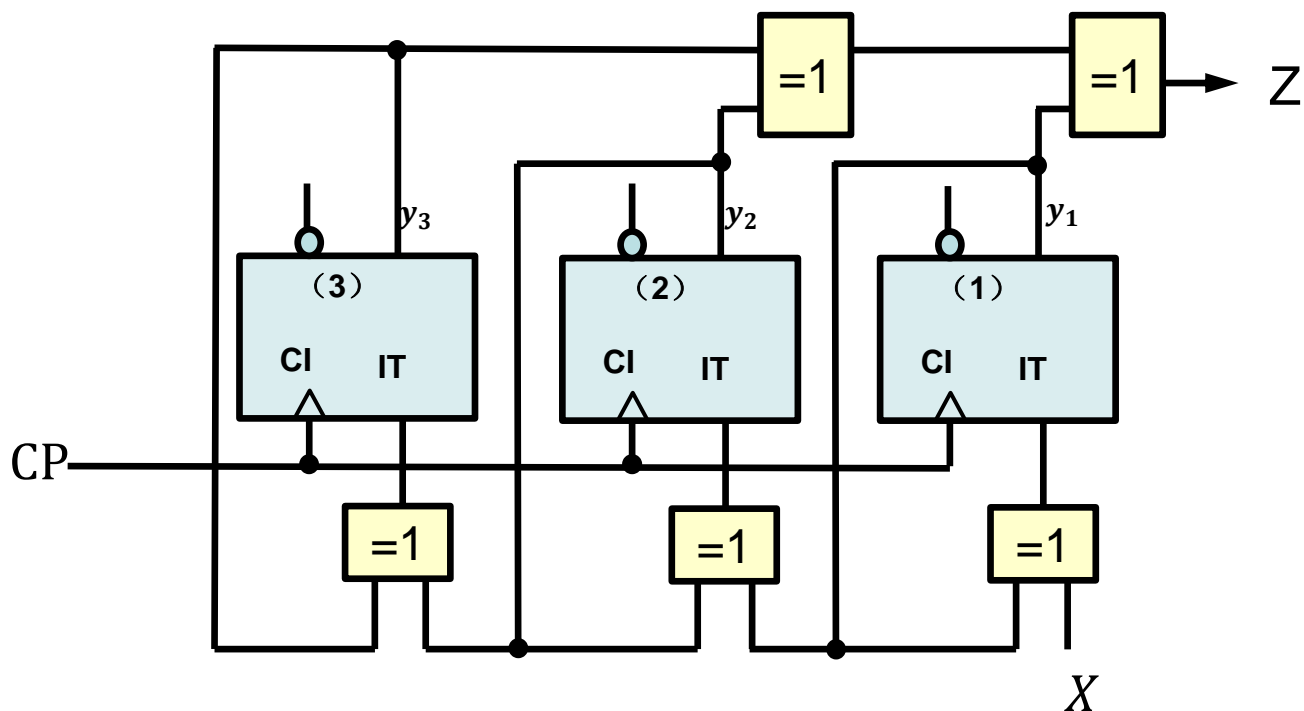 =1
=1
Z
y₃
y₂
y₁
（3）
（2）
（1）
CI
IT
CI
IT
CI
IT
CP
=1
=1
=1
X